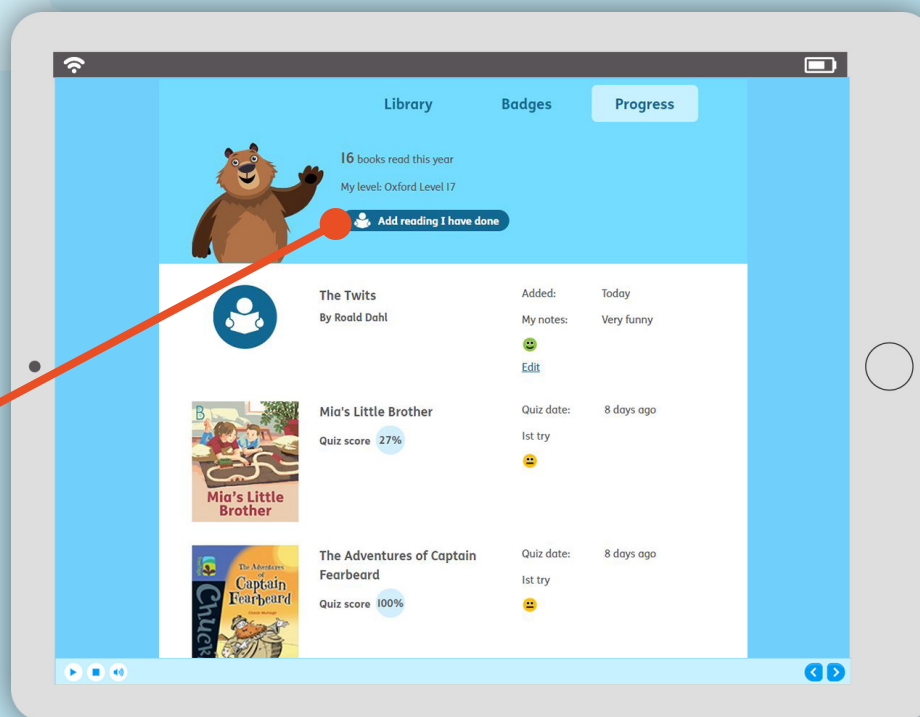 Library Badges Progress
16 books read this year
My level: Oxford Level 17
Add reading I have done
The Twits
By Roald Dahl
Added: Today
My notes: Very funny
Edit
B
Mia's Little
Brother
Mia's Little Brother
Quiz score 27%
Quiz date: 8 days ago
1st try
The Adventures
of
Captain
Fearbeard
Chuck
The Adventures of Captain
Fearbeard
Quiz score 100%
Quiz date: 8 days ago
1st try